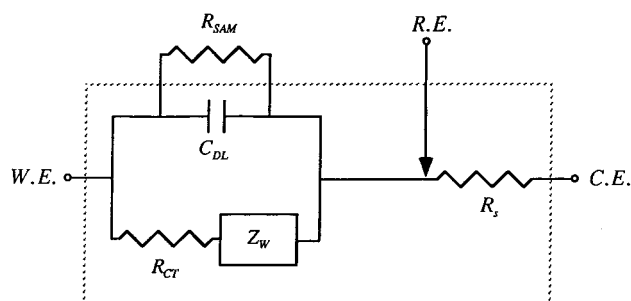 R_SAM
R.E.
C_DL
W.E.
C.E.
R_s
Z_W
R_CT